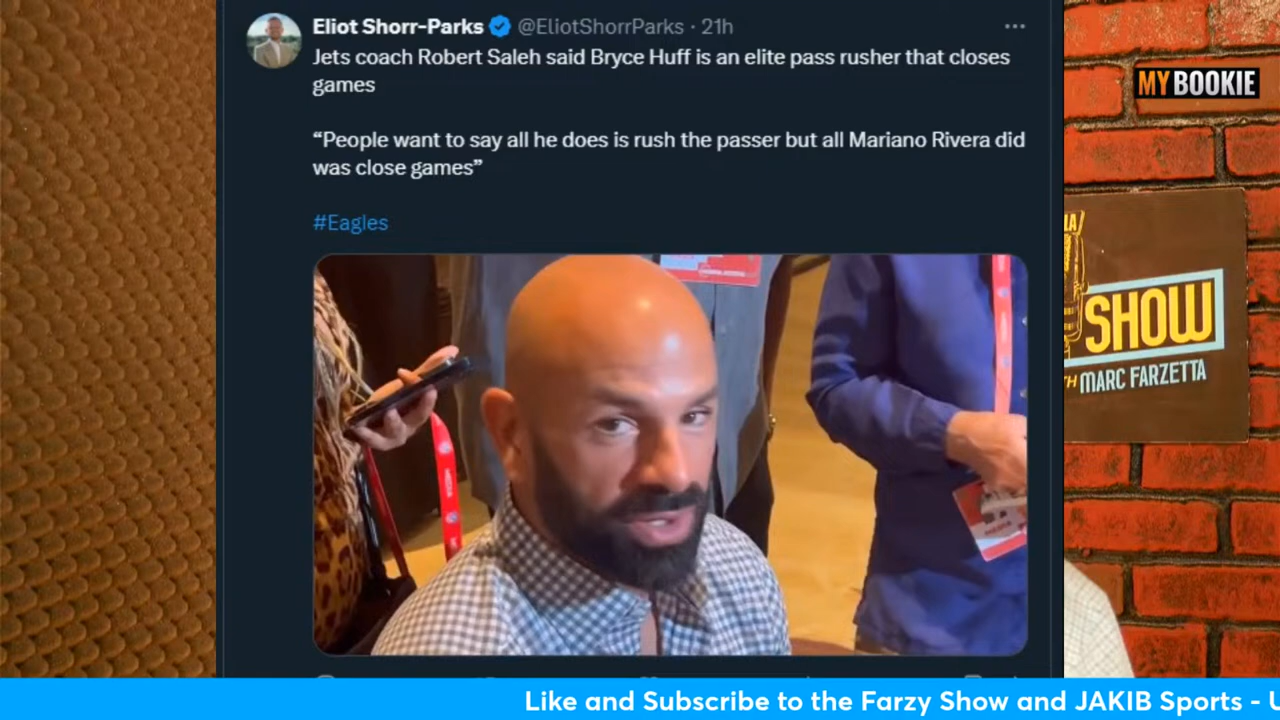 Eliot Shorr-Parks @EliotShorrParks · 21h
Jets coach Robert Saleh said Bryce Huff is an elite pass rusher that closes
games
“People want to say all he does is rush the passer but all Mariano Rivera did
was close games”
#Eagles
MYBOOKIE
SHOW
MARC FARZETTA
MEDIA
Like and Subscribe to the Farzy Show and JAKIB Sports - U